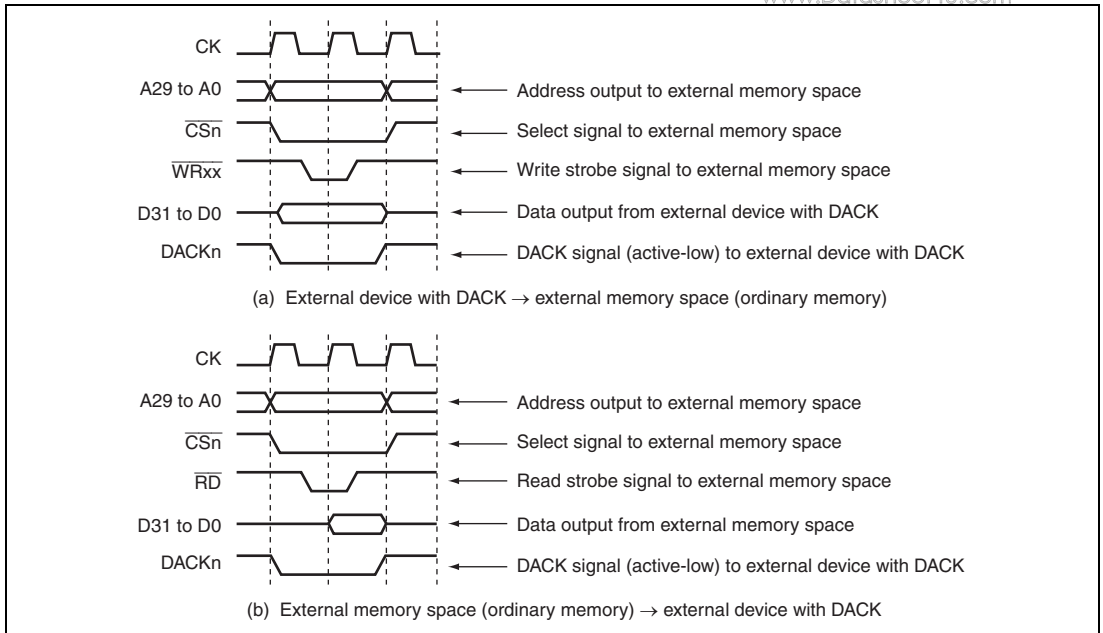 CK
A29 to A0 Address output to external memory space
CSn Select signal to external memory space
WRxx Write strobe signal to external memory space
D31 to D0 Data output from external device with DACK
DACKn DACK signal (active-low) to external device with DACK
(a) External device with DACK → external memory space (ordinary memory)
CK
A29 to A0 Address output to external memory space
CSn Select signal to external memory space
RD Read strobe signal to external memory space
D31 to D0 Data output from external memory space
DACKn DACK signal (active-low) to external device with DACK
(b) External memory space (ordinary memory) → external device with DACK